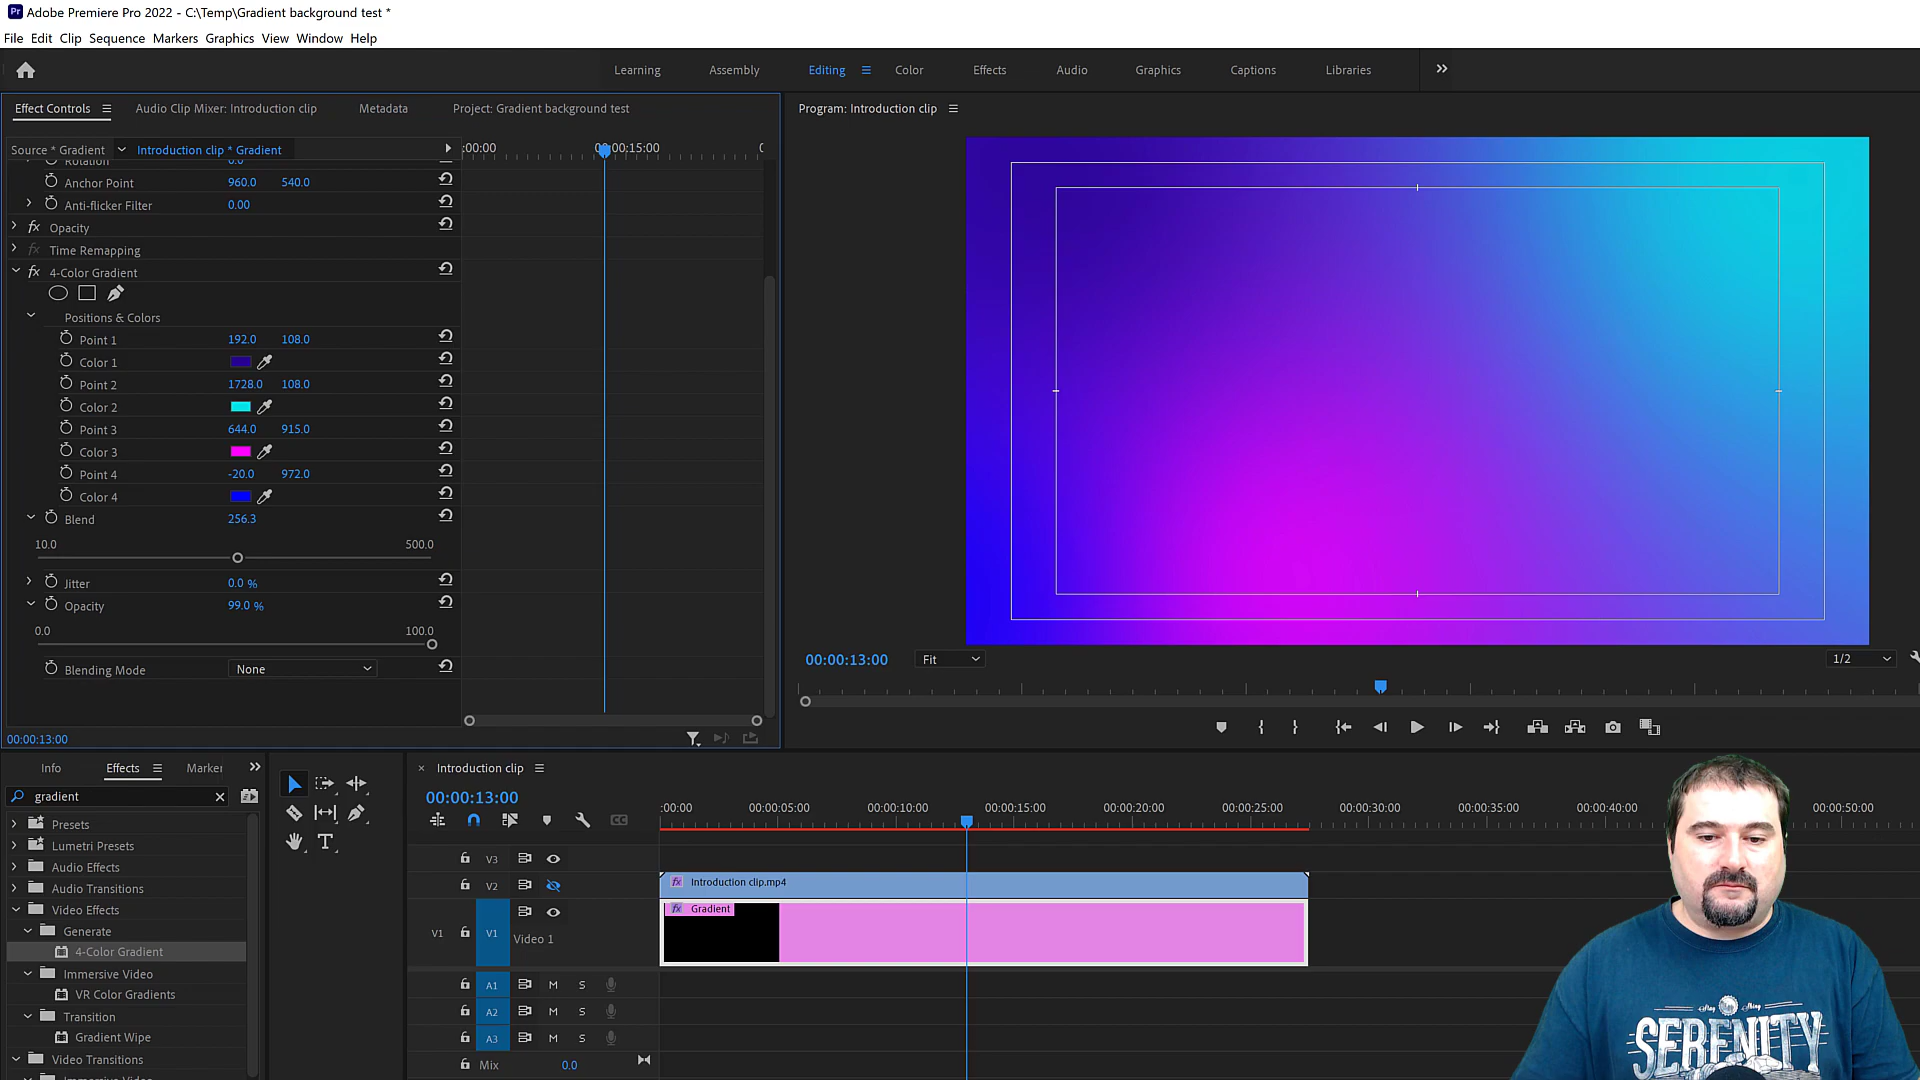 Adobe Premiere Pro 2022 - C:\Temp\Gradient background test *
File Edit Clip Sequence Markers Graphics View Window Help
Learning Assembly Editing Color Effects Audio Graphics Captions Libraries
Effect Controls Audio Clip Mixer: Introduction clip Metadata Project: Gradient background test
Program: Introduction clip
Source * Gradient Introduction clip * Gradient
:00:00 00:00:15:00 0
Rotation 0.0
Anchor Point 960.0 540.0
Anti-flicker Filter 0.00
fx Opacity
fx Time Remapping
fx 4-Color Gradient
Positions & Colors
Point 1 192.0 108.0
Color 1
Point 2 1728.0 108.0
Color 2
Point 3 644.0 915.0
Color 3
Point 4 -20.0 972.0
Color 4
Blend 256.3
10.0 500.0
Jitter 0.0 %
Opacity 99.0 %
0.0 100.0
Blending Mode None
00:00:13:00
00:00:13:00 Fit 1/2
Info Effects Marker
gradient
Presets
Lumetri Presets
Audio Effects
Audio Transitions
Video Effects
Generate
4-Color Gradient
Immersive Video
VR Color Gradients
Transition
Gradient Wipe
Video Transitions
× Introduction clip
00:00:13:00
:00:00 00:00:05:00 00:00:10:00 00:00:15:00 00:00:20:00 00:00:25:00 00:00:30:00 00:00:35:00 00:00:40:00 00:00:50:00
V3
V2 fx Introduction clip.mp4
V1 V1 Video 1 fx Gradient
A1 M S
A2 M S
A3 M S
Mix 0.0
SERENITY